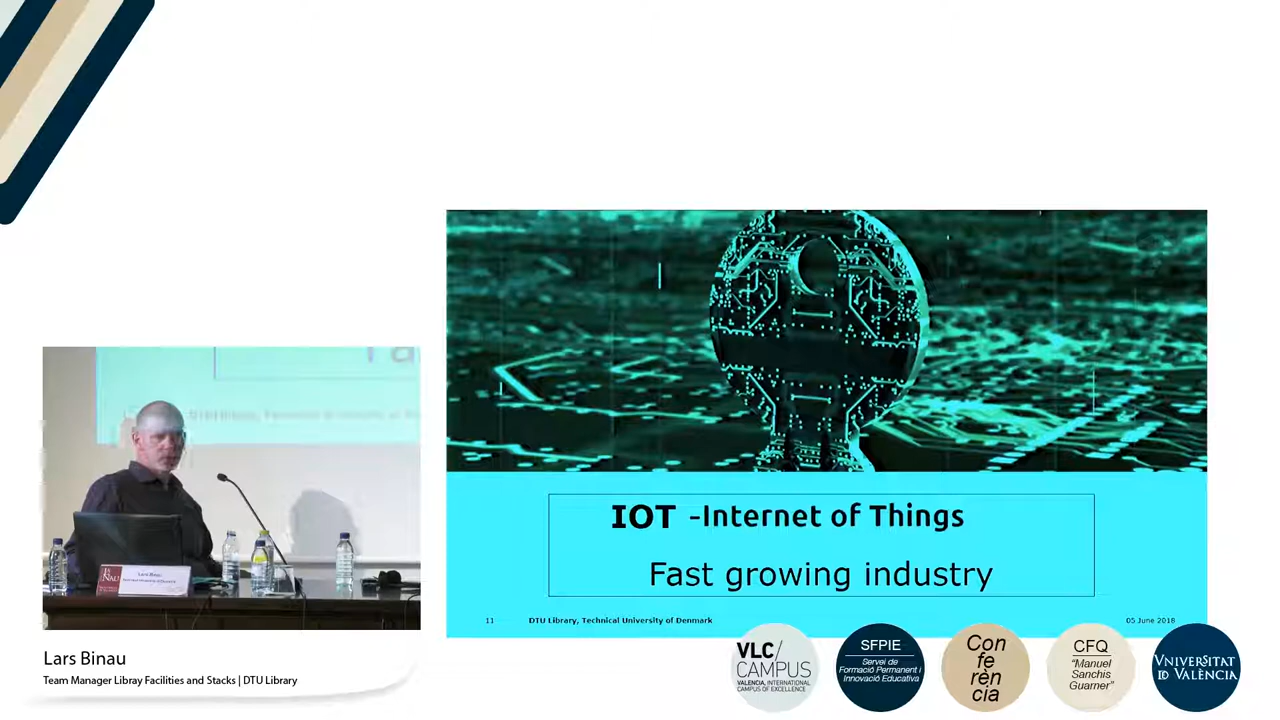 IOT -Internet of Things
Fast growing industry
11 DTU Library, Technical University of Denmark 05 June 2018
Lars Binau
Team Manager Libray Facilities and Stacks | DTU Library
VLC/
CAMPUS
VALENCIA, INTERNATIONAL
CAMPUS OF EXCELLENCE
SFPIE
Servei de
Formació Permanent i
Innovació Educativa
Con
fe
rèn
cia
CFQ
"Manuel
Sanchis
Guarner"
VNIVERSITAT
ID VALÈNCIA